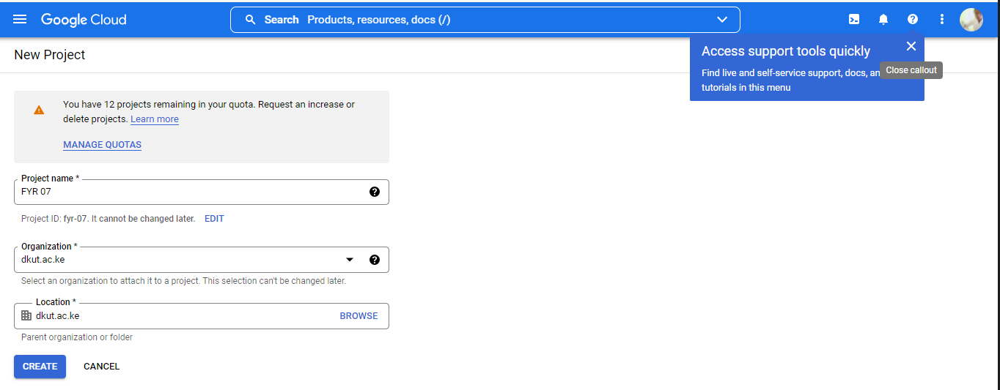 Google Cloud
Search Products, resources, docs (/)
New Project
Access support tools quickly
Find live and self-service support, docs, an
tutorials in this menu
Close callout
You have 12 projects remaining in your quota. Request an increase or
delete projects. Learn more
MANAGE QUOTAS
Project name *
FYR 07
Project ID: fyr-07. It cannot be changed later. EDIT
Organization *
dkut.ac.ke
Select an organization to attach it to a project. This selection can't be changed later.
Location *
dkut.ac.ke BROWSE
Parent organization or folder
CREATE CANCEL